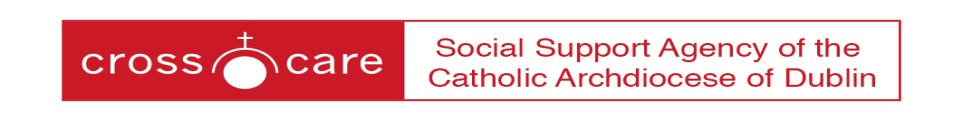 cross care
Social Support Agency of the
Catholic Archdiocese of Dublin